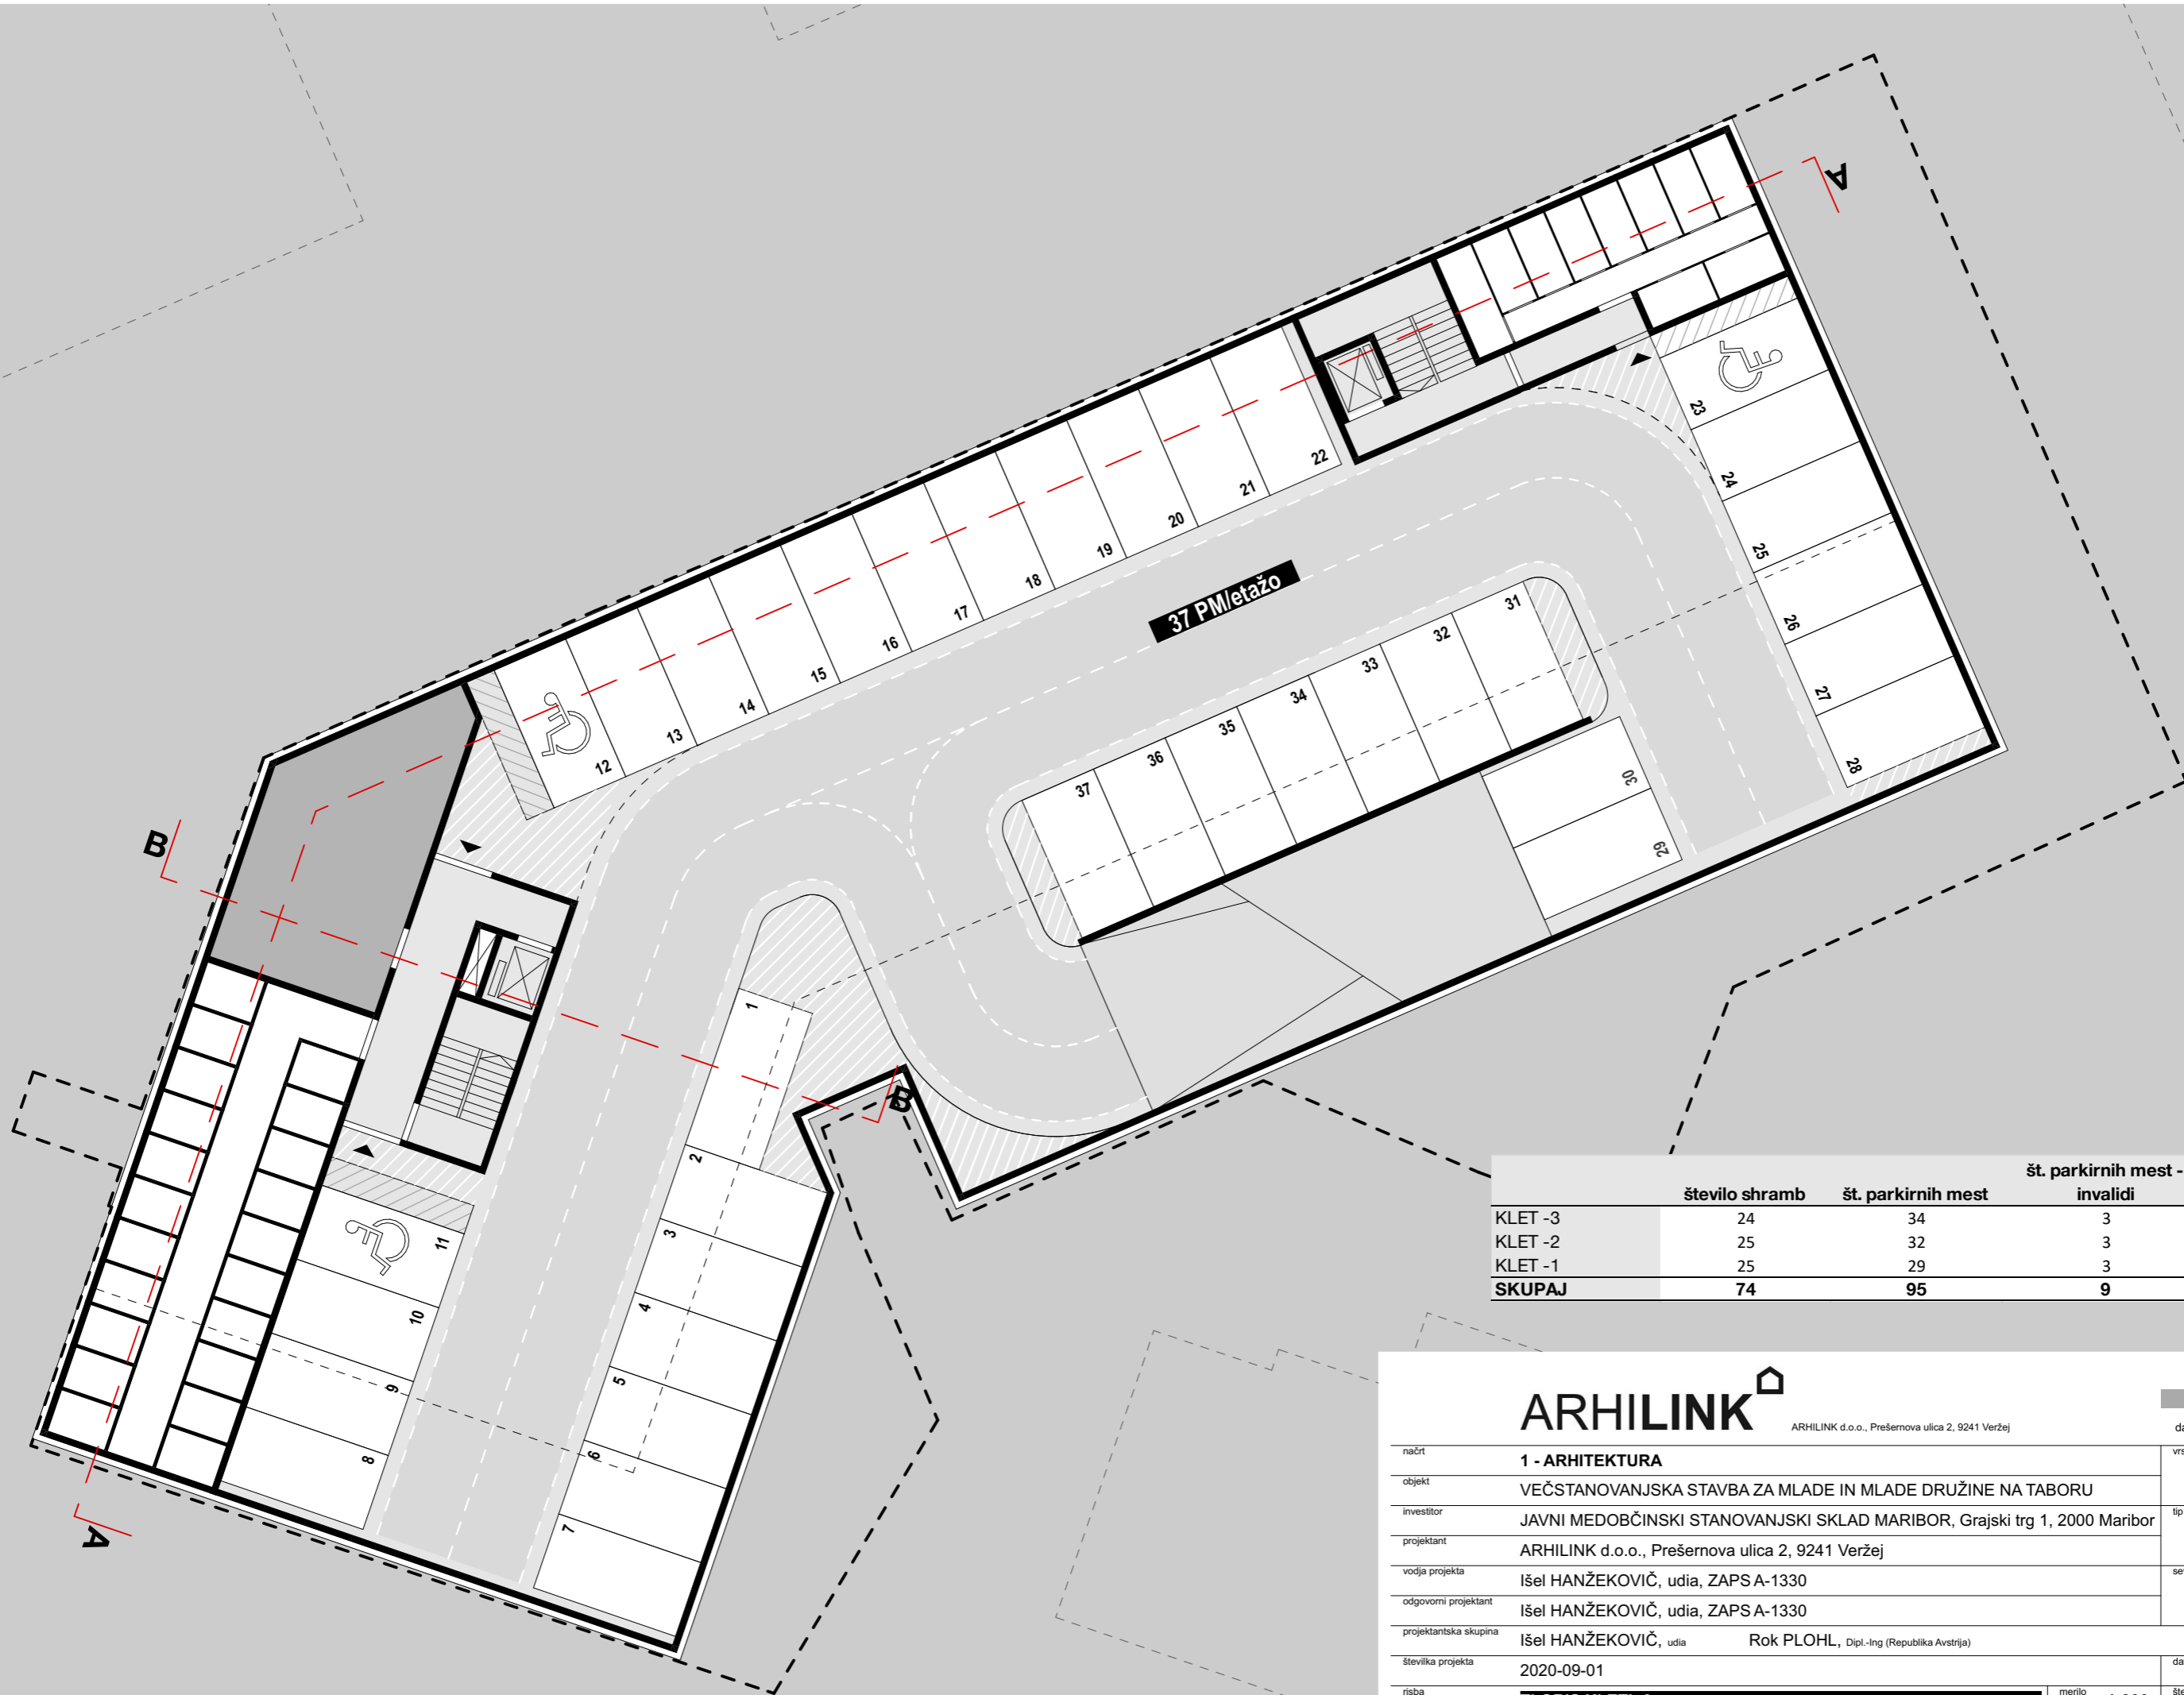 A
22
21
20
19
18
17
16
15
14
13
12
23
24
25
26
27
28
37 PM/etažo
31
32
33
34
35
36
37
30
29
B
B
1
2
3
4
5
6
7
11
10
9
8
A
število shramb št. parkirnih mest št. parkirnih mest - invalidi
KLET -3 24 34 3
KLET -2 25 32 3
KLET -1 25 29 3
SKUPAJ 74 95 9
ARHILINK
ARHILINK d.o.o., Prešernova ulica 2, 9241 Veržej
načrt 1 - ARHITEKTURA
objekt VEČSTANOVANJSKA STAVBA ZA MLADE IN MLADE DRUŽINE NA TABORU
investitor JAVNI MEDOBČINSKI STANOVANJSKI SKLAD MARIBOR, Grajski trg 1, 2000 Maribor
projektant ARHILINK d.o.o., Prešernova ulica 2, 9241 Veržej
vodja projekta Išel HANŽEKOVIČ, udia, ZAPS A-1330
odgovorni projektant Išel HANŽEKOVIČ, udia, ZAPS A-1330
projektantska skupina Išel HANŽEKOVIČ, udia Rok PLOHL, Dipl.-Ing (Republika Avstrija)
številka projekta 2020-09-01
risba merilo